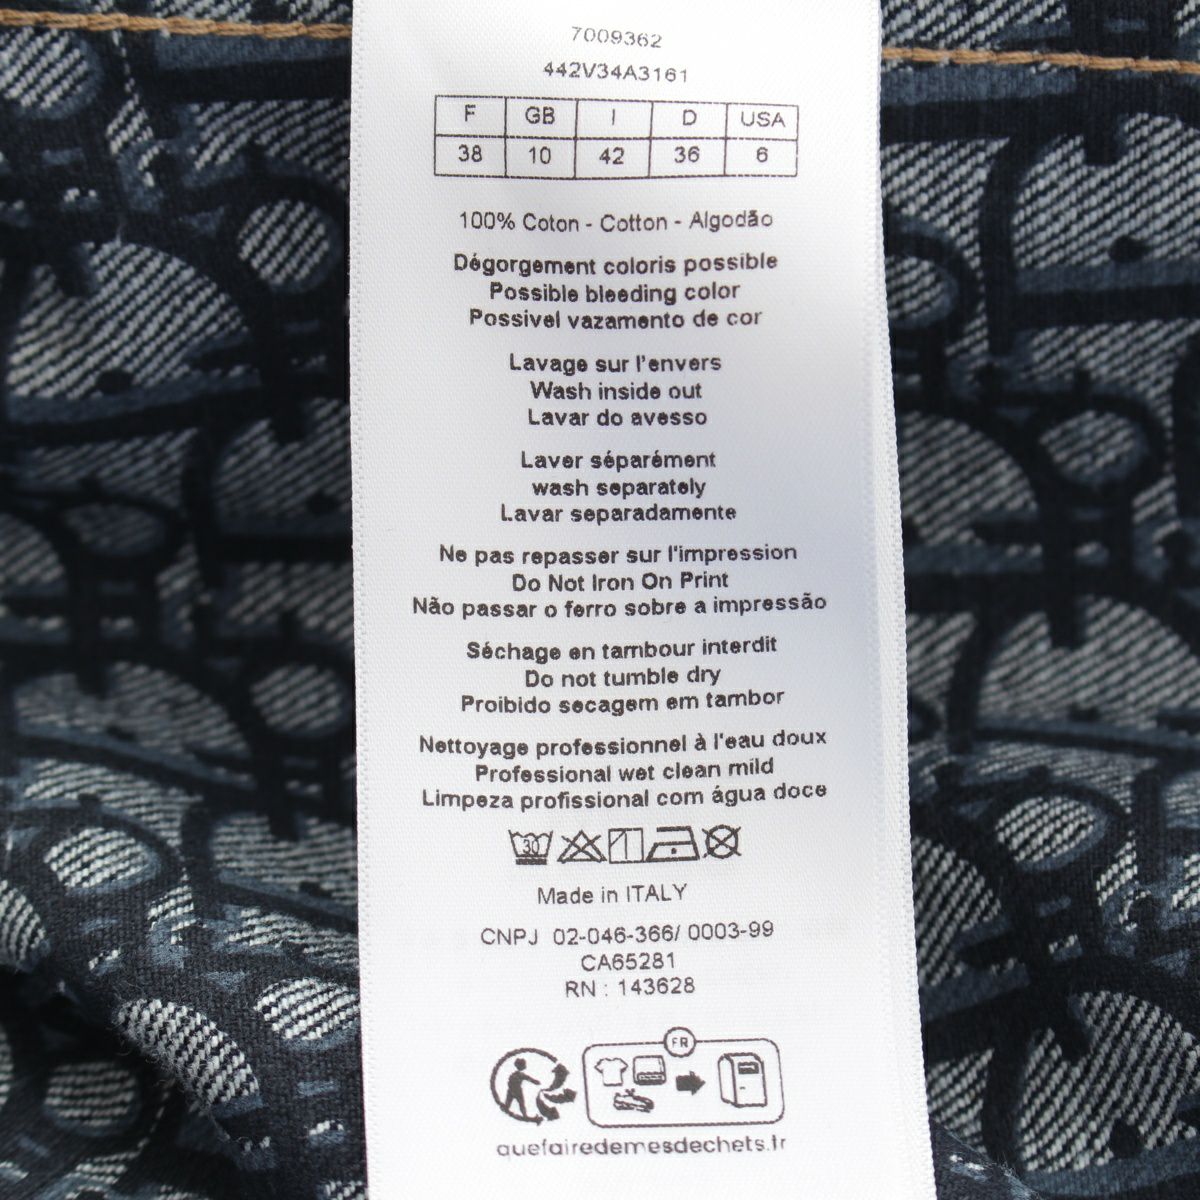 7009362
442V34A3161
F GB I D USA
38 10 42 36 6
100% Coton - Cotton - Algodão
Dégorgement coloris possible
Possible bleeding color
Possivel vazamento de cor
Lavage sur l'envers
Wash inside out
Lavar do avesso
Laver séparément
wash separately
Lavar separadamente
Ne pas repasser sur l'impression
Do Not Iron On Print
Não passar o ferro sobre a impressão
Séchage en tambour interdit
Do not tumble dry
Proibido secagem em tambor
Nettoyage professionnel à l'eau doux
Professional wet clean mild
Limpeza profissional com água doce
30
Made in ITALY
CNPJ 02-046-366/ 0003-99
CA65281
RN : 143628
FR
quefairedemesdechets.fr